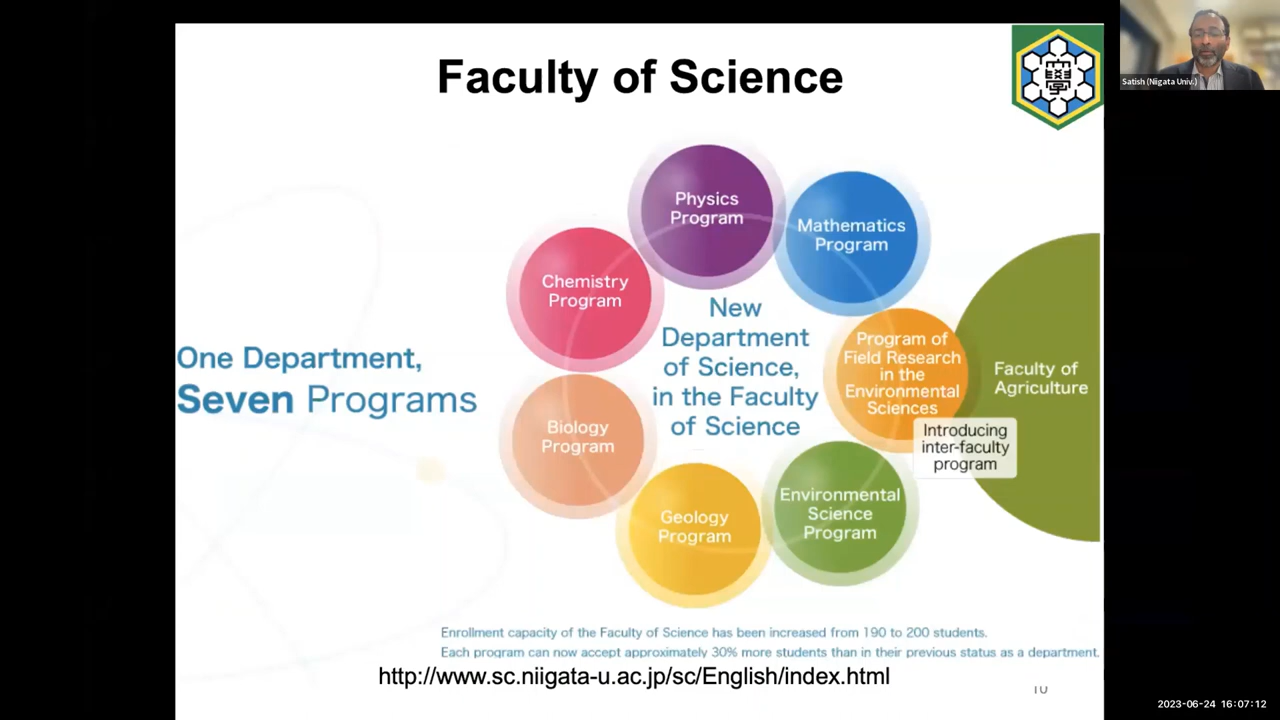 Faculty of Science
Satish (Niigata Univ.)
Physics
Program
Mathematics
Program
Chemistry
Program
New
Department
of Science,
in the Faculty
of Science
Program of
Field Research
in the
Environmental
Sciences
Faculty of
Agriculture
One Department,
Seven Programs
Introducing
inter-faculty
program
Biology
Program
Geology
Program
Environmental
Science
Program
Enrollment capacity of the Faculty of Science has been increased from 190 to 200 students.
Each program can now accept approximately 30% more students than in their previous status as a department.
http://www.sc.niigata-u.ac.jp/sc/English/index.html
10
2023-06-24 16:07:12